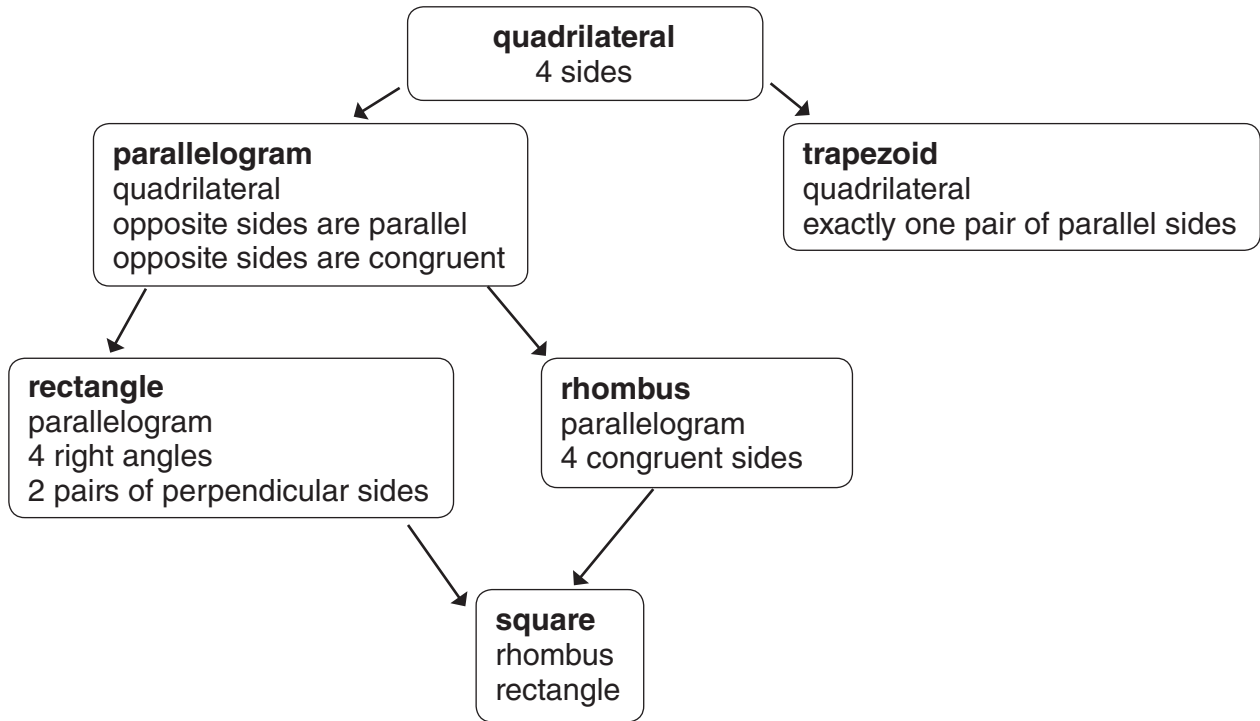 quadrilateral
4 sides
parallelogram
quadrilateral
opposite sides are parallel
opposite sides are congruent
trapezoid
quadrilateral
exactly one pair of parallel sides
rectangle
parallelogram
4 right angles
2 pairs of perpendicular sides
rhombus
parallelogram
4 congruent sides
square
rhombus
rectangle